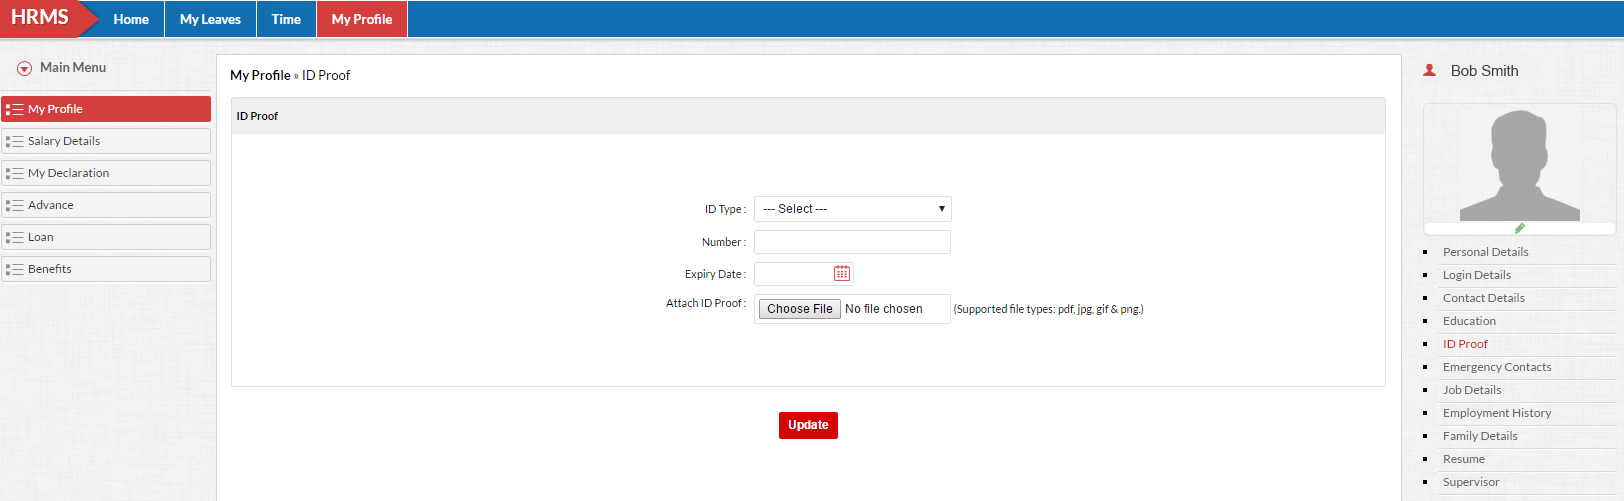 HRMS Home My Leaves Time My Profile
Main Menu
My Profile
Salary Details
My Declaration
Advance
Loan
Benefits
My Profile » ID Proof
ID Proof
ID Type : --- Select ---
Number :
Expiry Date :
Attach ID Proof : Choose File No file chosen (Supported file types: pdf, jpg, gif & png.)
Update
Bob Smith
Personal Details
Login Details
Contact Details
Education
ID Proof
Emergency Contacts
Job Details
Employment History
Family Details
Resume
Supervisor